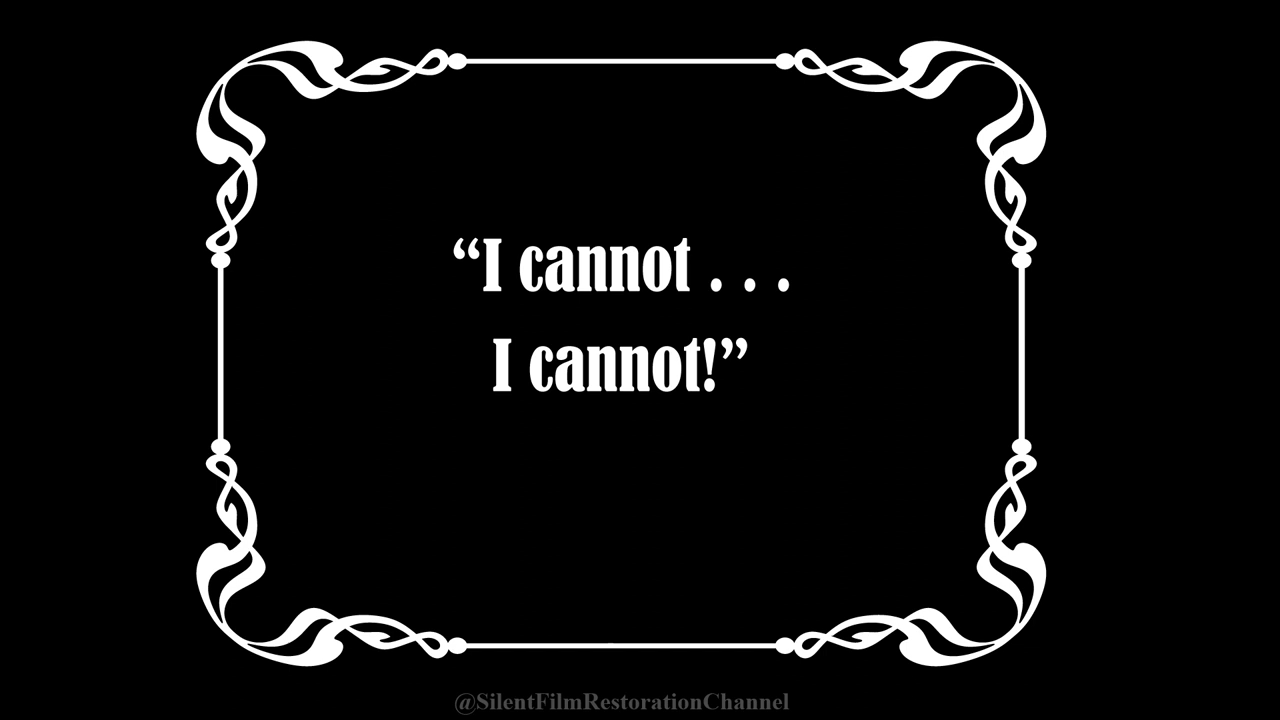 “I cannot . . .
I cannot!”
@SilentFilmRestorationChannel